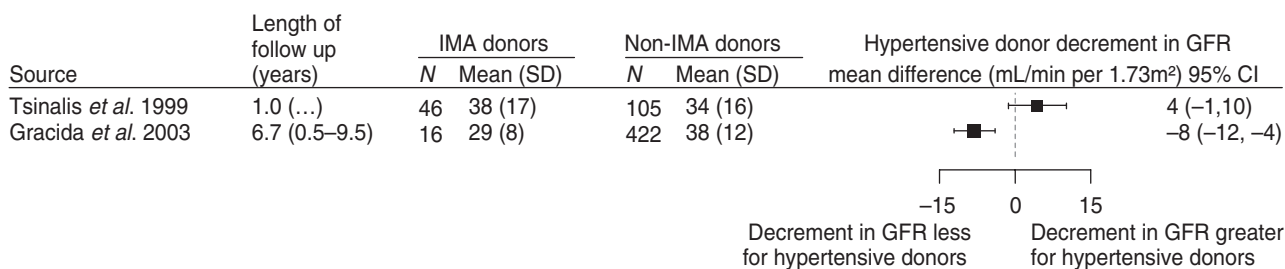 Length of
follow up IMA donors Non-IMA donors Hypertensive donor decrement in GFR
Source (years) N Mean (SD) N Mean (SD) mean difference (mL/min per 1.73m²) 95% CI
Tsinalis et al. 1999 1.0 (…) 46 38 (17) 105 34 (16) 4 (–1,10)
Gracida et al. 2003 6.7 (0.5–9.5) 16 29 (8) 422 38 (12) –8 (–12, –4)
–15 0 15
Decrement in GFR less Decrement in GFR greater
for hypertensive donors for hypertensive donors